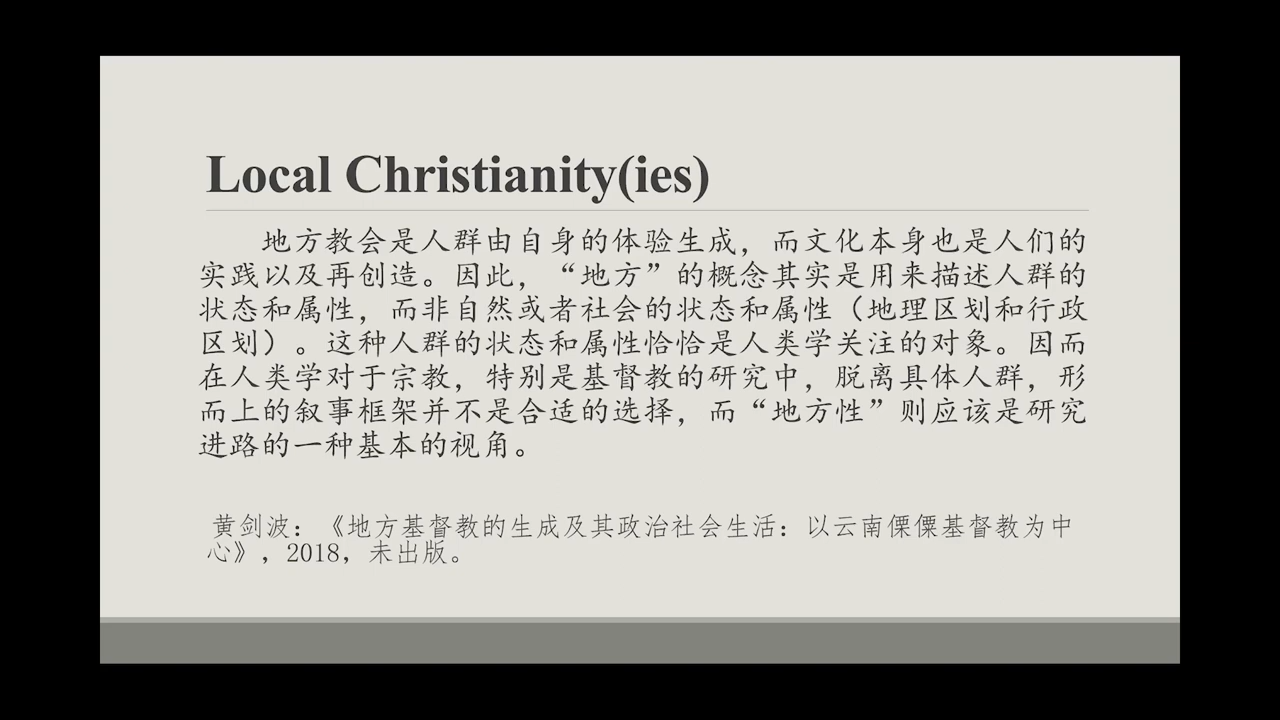 Local Christianity(ies)
地方教会是人群由自身的体验生成，而文化本身也是人们的
实践以及再创造。因此，“地方”的概念其实是用来描述人群的
状态和属性，而非自然或者社会的状态和属性（地理区划和行政
区划）。这种人群的状态和属性恰恰是人类学关注的对象。因而
在人类学对于宗教，特别是基督教的研究中，脱离具体人群，形
而上的叙事框架并不是合适的选择，而“地方性”则应该是研究
进路的一种基本的视角。
黄剑波：《地方基督教的生成及其政治社会生活：以云南傈僳基督教为中
心》，2018，未出版。